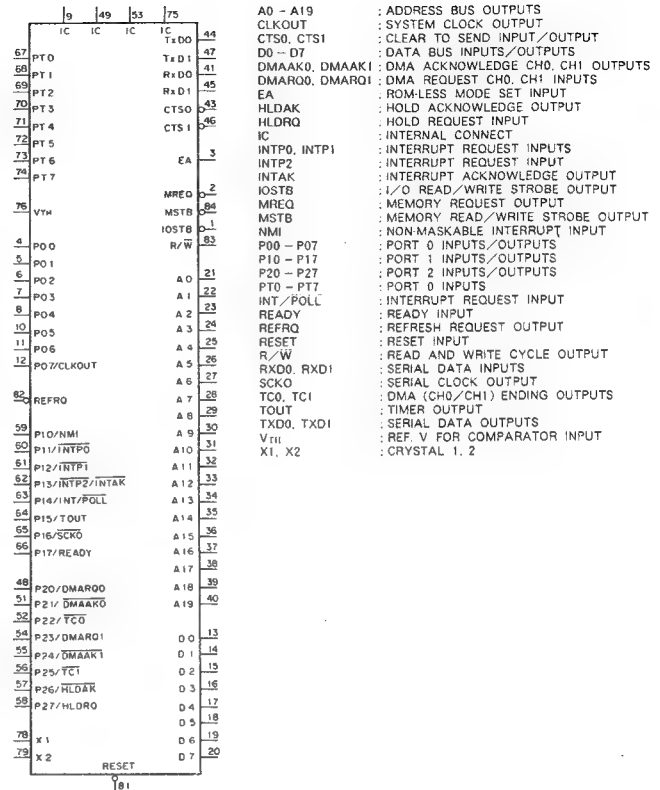 9 49 53 75
IC IC IC IC
67 PT0
68 PT1
69 PT2
70 PT3
71 PT4
72 PT5
73 PT6
74 PT7
76 VTH
4 P00
5 P01
6 P02
7 P03
8 P04
10 P05
11 P06
12 P07/CLKOUT
82 REFRQ
59 P10/NMI
60 P11/INTP0
61 P12/INTP1
62 P13/INTP2/INTAK
63 P14/INT/POLL
64 P15/TOUT
65 P16/SCKO
66 P17/READY
48 P20/DMARQ0
51 P21/DMAAK0
52 P22/TC0
54 P23/DMARQ1
55 P24/DMAAK1
56 P25/TC1
57 P26/HLDAK
58 P27/HLDRQ
78 X1
79 X2
TxD0 44
TxD1 47
RxD0 41
RxD1 45
CTS0 43
CTS1 46
EA 3
MREQ 2
MSTB 84
IOSTB 1
R/W 83
A0 21
A1 22
A2 23
A3 24
A4 25
A5 26
A6 27
A7 28
A8 29
A9 30
A10 31
A11 32
A12 33
A13 34
A14 35
A15 36
A16 37
A17 38
A18 39
A19 40
D0 13
D1 14
D2 15
D3 16
D4 17
D5 18
D6 19
D7 20
RESET
81
A0 - A19 : ADDRESS BUS OUTPUTS
CLKOUT : SYSTEM CLOCK OUTPUT
CTS0, CTS1 : CLEAR TO SEND INPUT/OUTPUT
D0 - D7 : DATA BUS INPUTS/OUTPUTS
DMAAK0, DMAAK1 : DMA ACKNOWLEDGE CH0, CH1 OUTPUTS
DMARQ0, DMARQ1 : DMA REQUEST CH0, CH1 INPUTS
EA : ROM-LESS MODE SET INPUT
HLDAK : HOLD ACKNOWLEDGE OUTPUT
HLDRQ : HOLD REQUEST INPUT
IC : INTERNAL CONNECT
INTP0, INTP1 : INTERRUPT REQUEST INPUTS
INTP2 : INTERRUPT REQUEST INPUT
INTAK : INTERRUPT ACKNOWLEDGE OUTPUT
IOSTB : I/O READ/WRITE STROBE OUTPUT
MREQ : MEMORY REQUEST OUTPUT
MSTB : MEMORY READ/WRITE STROBE OUTPUT
NMI : NON-MASKABLE INTERRUPT INPUT
P00 - P07 : PORT 0 INPUTS/OUTPUTS
P10 - P17 : PORT 1 INPUTS/OUTPUTS
P20 - P27 : PORT 2 INPUTS/OUTPUTS
PT0 - PT7 : PORT 0 INPUTS
INT/POLL : INTERRUPT REQUEST INPUT
READY : READY INPUT
REFRQ : REFRESH REQUEST OUTPUT
RESET : RESET INPUT
R/W : READ AND WRITE CYCLE OUTPUT
RXD0, RXD1 : SERIAL DATA INPUTS
SCKO : SERIAL CLOCK OUTPUT
TC0, TC1 : DMA (CH0/CH1) ENDING OUTPUTS
TOUT : TIMER OUTPUT
TXD0, TXD1 : SERIAL DATA OUTPUTS
VTH : REF. V FOR COMPARATOR INPUT
X1, X2 : CRYSTAL 1, 2